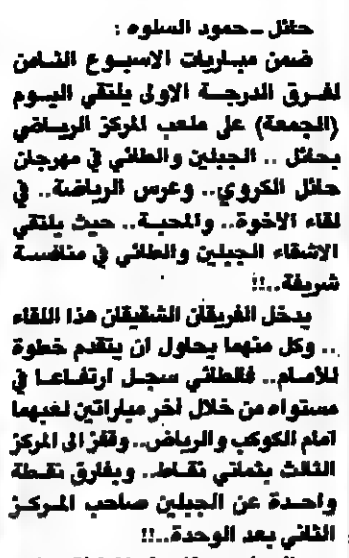 حائل ـ حمود السلوه :
ضمن مباريات الاسبوع الثامن
لفرق الدرجة الاولى يلتقي اليوم
(الجمعة) على ملعب المركز الرياضي
بحائل .. الجبلين والطائي في مهرجان
حائل الكروي.. وعرس الرياضة.. في
لقاء الاخوة.. والمحبة.. حيث يلتقي
الاشقاء الجبلين والطائي في منافسة
شريفة..!!
يدخل الفريقان الشقيقان هذا اللقاء
.. وكل منهما يحاول ان يتقدم خطوة
للأمام.. فالطائي سجل ارتفاعا في
مستواه من خلال آخر مباراتين لعبهما
امام الكوكب والرياض.. وقفز الى المركز
الثالث بثماني نقاط.. وبفارق نقطة
واحدة عن الجبلين صاحب المركز
الثاني بعد الوحدة..!!